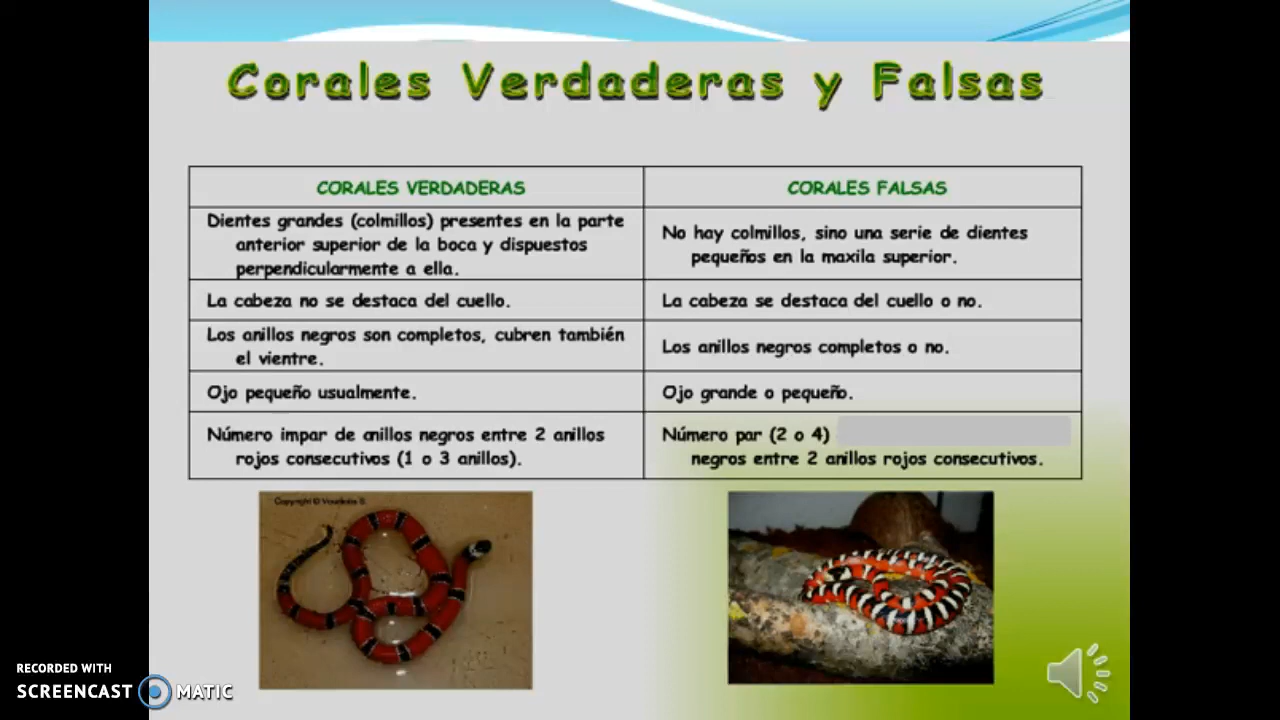 Corales Verdaderas y Falsas
CORALES VERDADERAS
CORALES FALSAS
Dientes grandes (colmillos) presentes en la parte
anterior superior de la boca y dispuestos
perpendicularmente a ella.
No hay colmillos, sino una serie de dientes
pequeños en la maxila superior.
La cabeza no se destaca del cuello.
La cabeza se destaca del cuello o no.
Los anillos negros son completos, cubren también
el vientre.
Los anillos negros completos o no.
Ojo pequeño usualmente.
Ojo grande o pequeño.
Número impar de anillos negros entre 2 anillos
rojos consecutivos (1 o 3 anillos).
Número par (2 o 4)
negros entre 2 anillos rojos consecutivos.
Copyright ©
RECORDED WITH
SCREENCAST MATIC